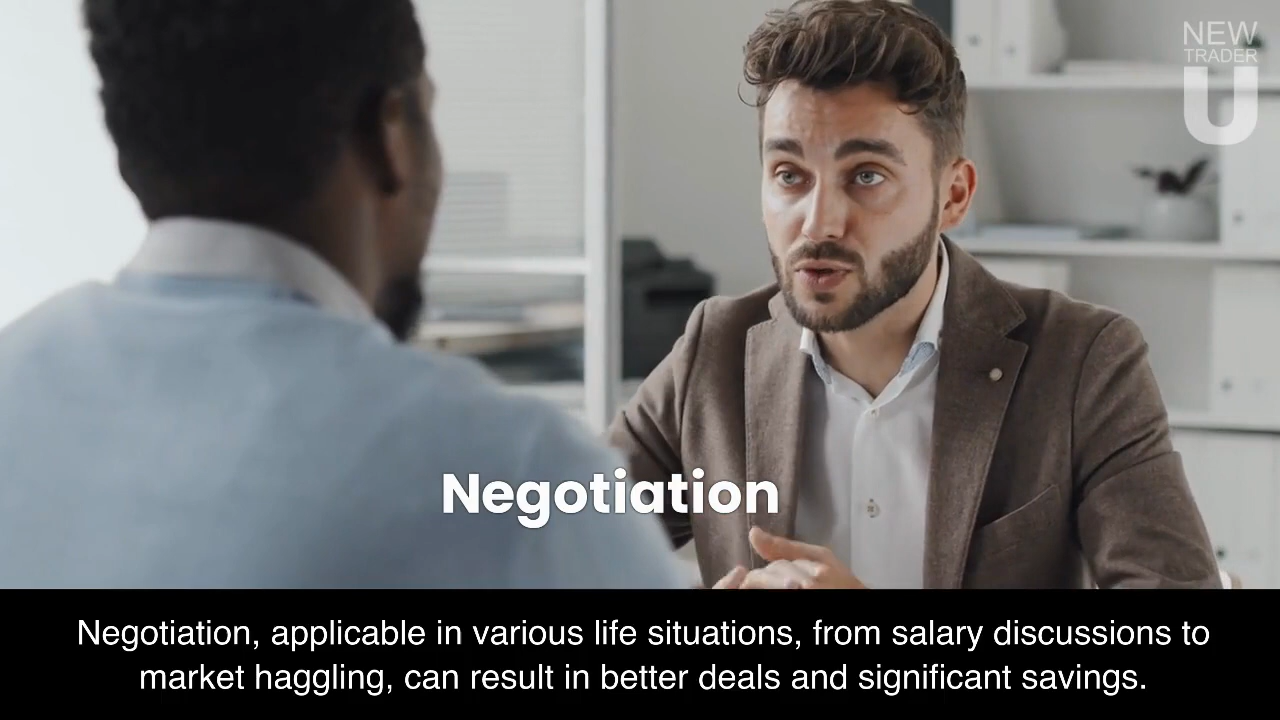 NEW
TRADER
U
Negotiation
Negotiation, applicable in various life situations, from salary discussions to
market haggling, can result in better deals and significant savings.